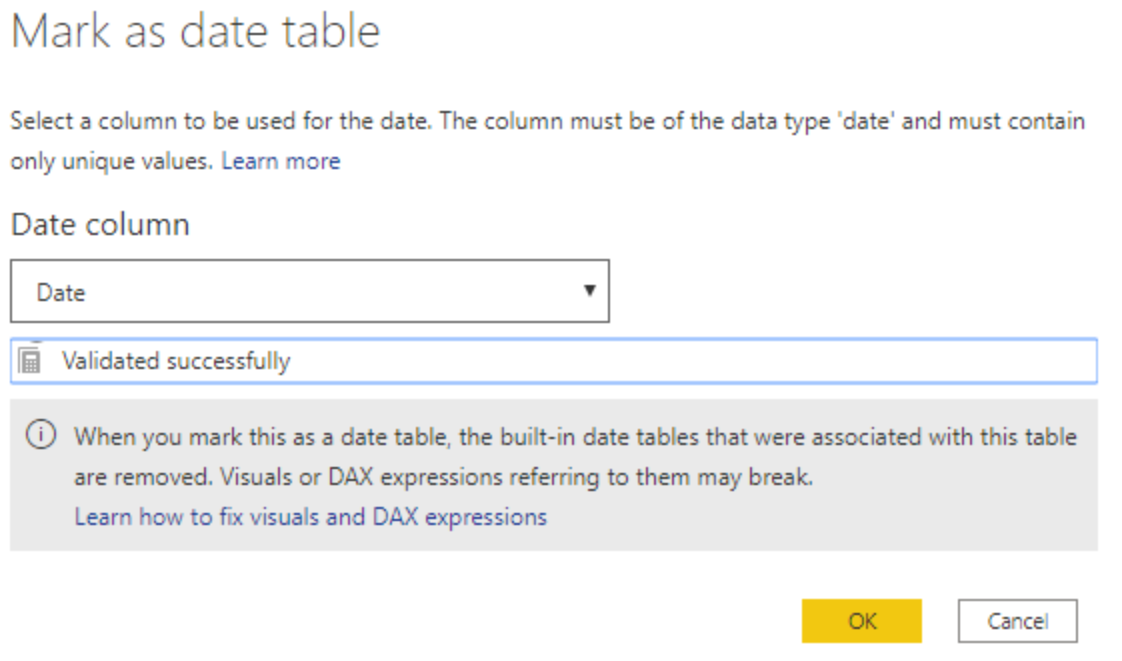 Mark as date table
Select a column to be used for the date. The column must be of the data type 'date' and must contain
only unique values. Learn more
Date column
Date
Validated successfully
When you mark this as a date table, the built-in date tables that were associated with this table
are removed. Visuals or DAX expressions referring to them may break.
Learn how to fix visuals and DAX expressions
OK Cancel